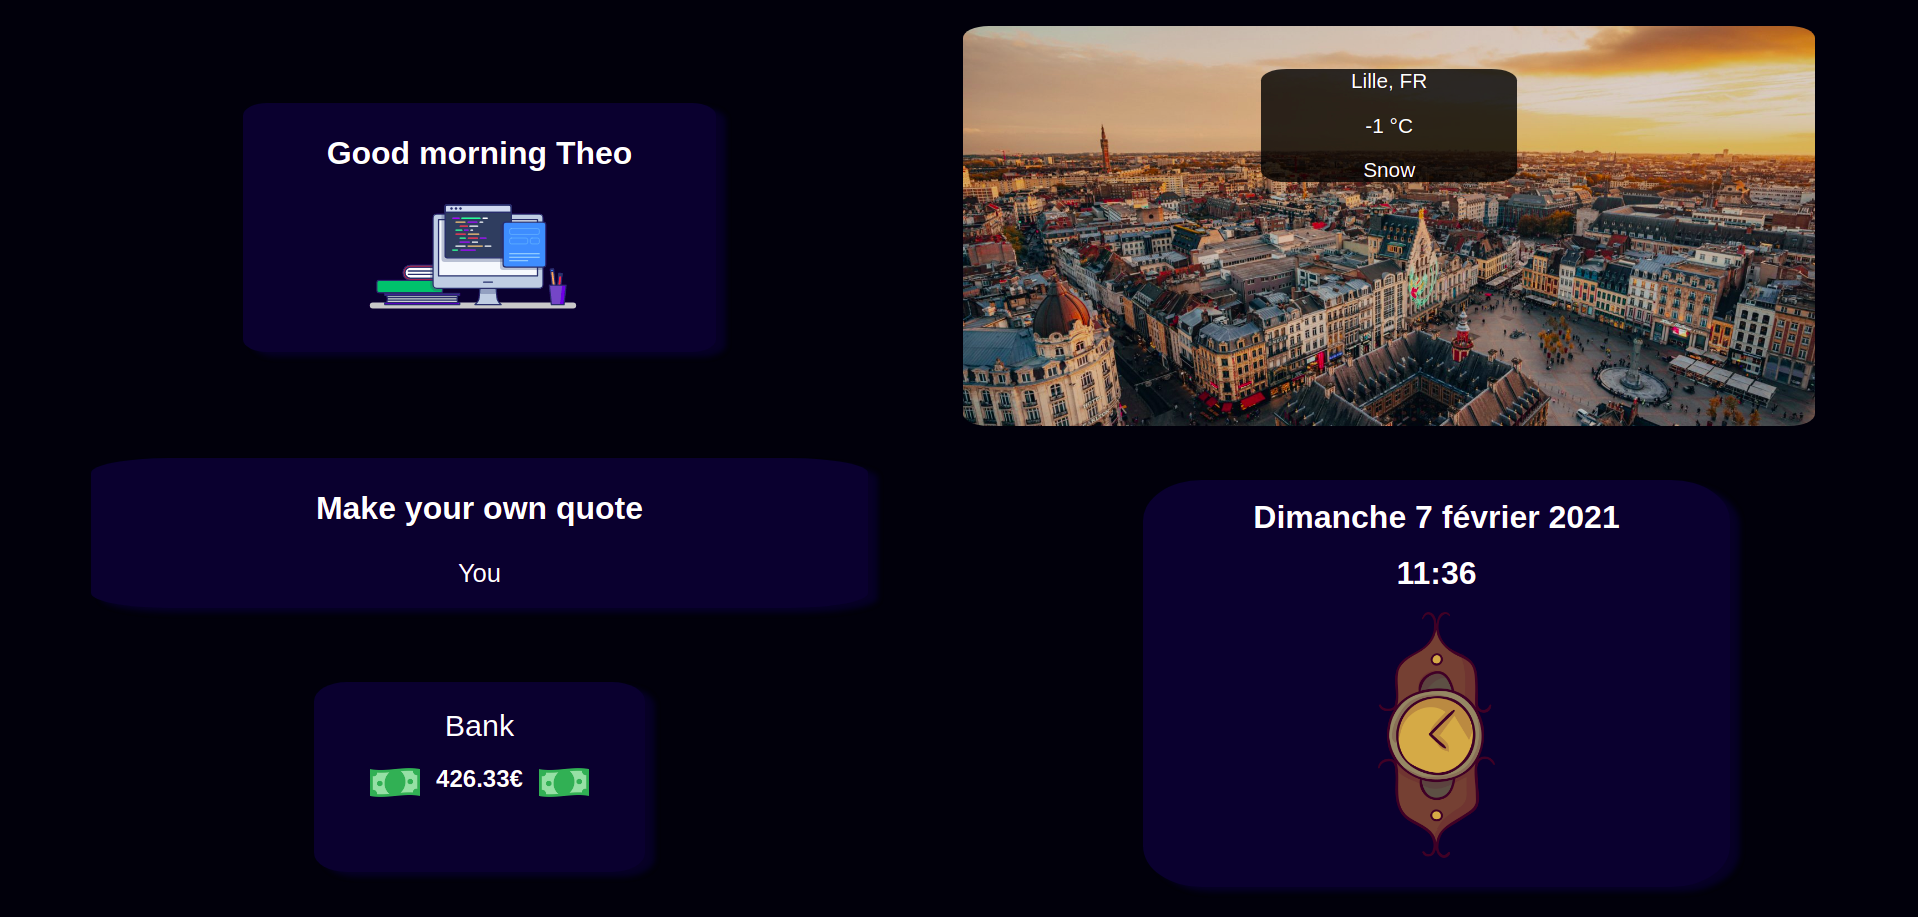 Good morning Theo
Lille, FR
-1 °C
Snow
Make your own quote
You
Dimanche 7 février 2021
11:36
Bank
426.33€